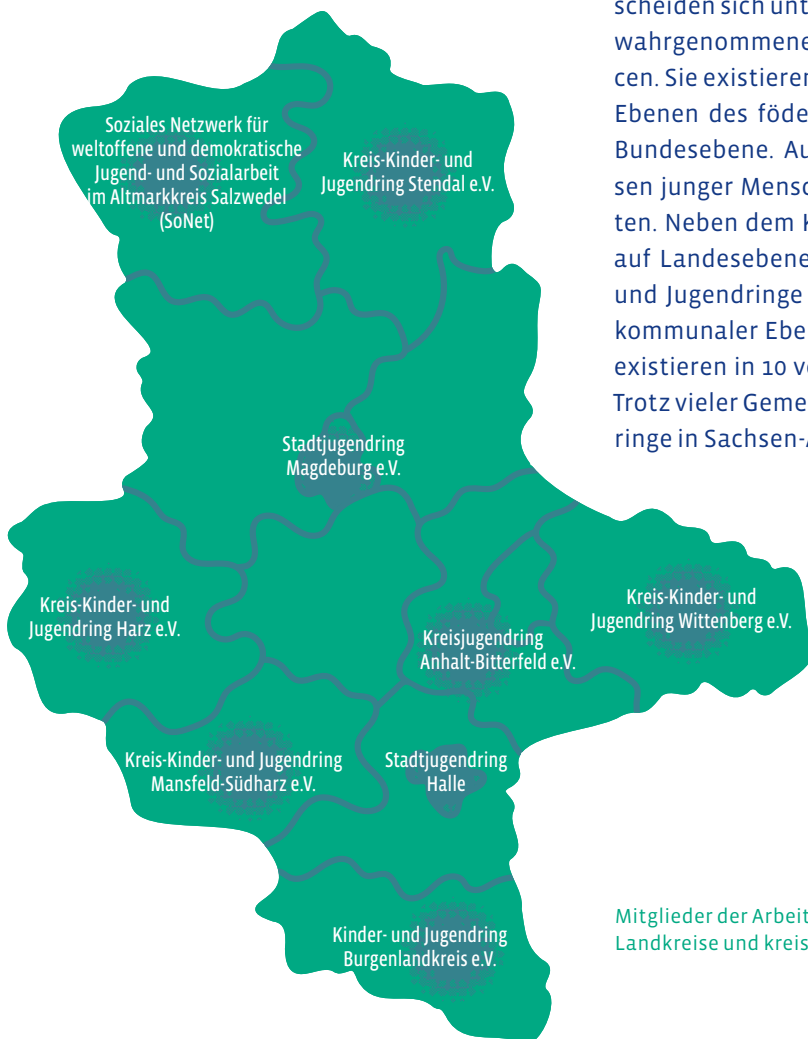 scheiden sich unt
wahrgenommene
cen. Sie existieren
Ebenen des föde
Bundesebene. Au
sen junger Mensc
ten. Neben dem K
auf Landesebene
und Jugendringe
kommunaler Ebe
existieren in 10 v
Trotz vieler Geme
ringe in Sachsen-A
Soziales Netzwerk für
weltoffene und demokratische
Jugend- und Sozialarbeit
im Altmarkkreis Salzwedel
(SoNet)
Kreis-Kinder- und
Jugendring Stendal e.V.
Stadtjugendring
Magdeburg e.V.
Kreis-Kinder- und
Jugendring Harz e.V.
Kreisjugendring
Anhalt-Bitterfeld e.V.
Kreis-Kinder- und
Jugendring Wittenberg e.V.
Kreis-Kinder- und Jugendring
Mansfeld-Südharz e.V.
Stadtjugendring
Halle
Kinder- und Jugendring
Burgenlandkreis e.V.
Mitglieder der Arbeit
Landkreise und kreis